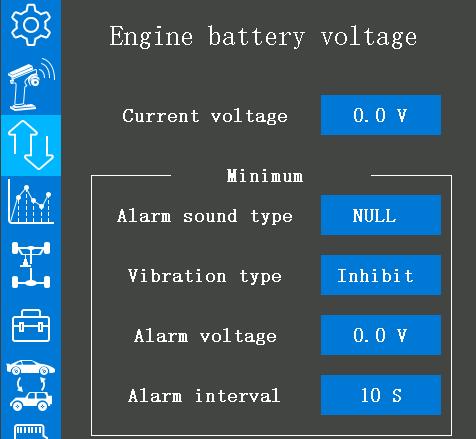 Engine battery voltage
Current voltage 0.0 V
Minimum
Alarm sound type NULL
Vibration type Inhibit
Alarm voltage 0.0 V
Alarm interval 10 S